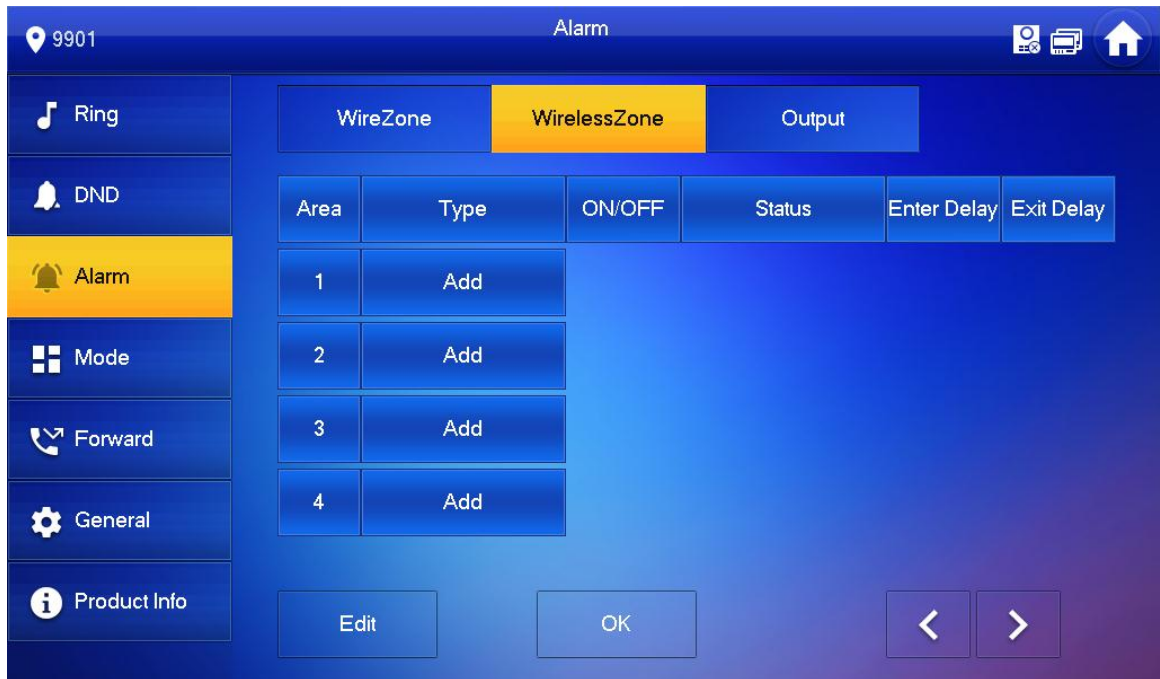 9901
Alarm
Ring
DND
Alarm
Mode
Forward
General
Product Info
WireZone WirelessZone Output
Area Type ON/OFF Status Enter Delay Exit Delay
1 Add
2 Add
3 Add
4 Add
Edit OK